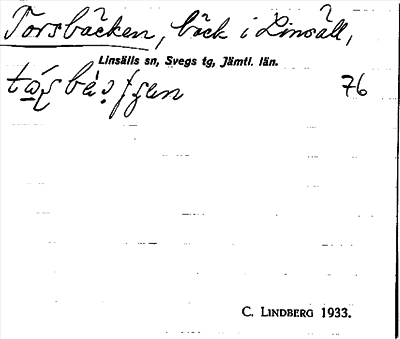 Torsbäcken, bäck i Linsäll,
Linsälls sn, Svegs tg, Jämtl. län.
76
C. LINDBERG 1933.